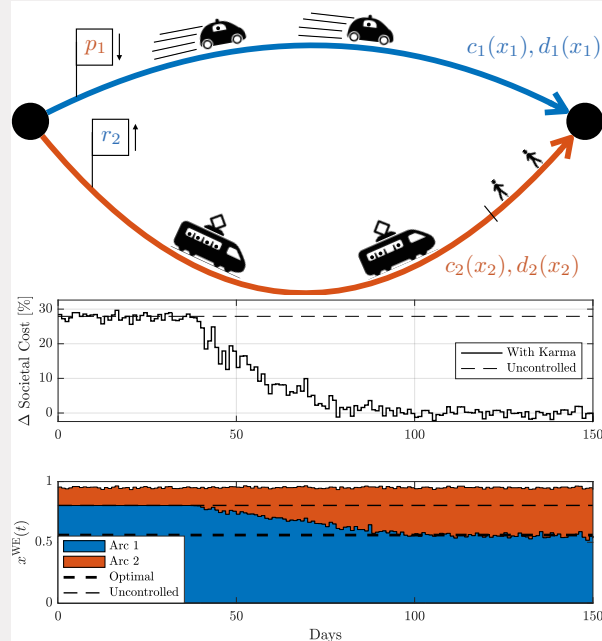 p₁ ↓
c₁(x₁), d₁(x₁)
r₂ ↑
c₂(x₂), d₂(x₂)
Δ Societal Cost [%]
30
20
10
0
With Karma
Uncontrolled
0 50 100 150
x^WE(t)
1
0.5
0
Arc 1
Arc 2
Optimal
Uncontrolled
0 50 100 150
Days